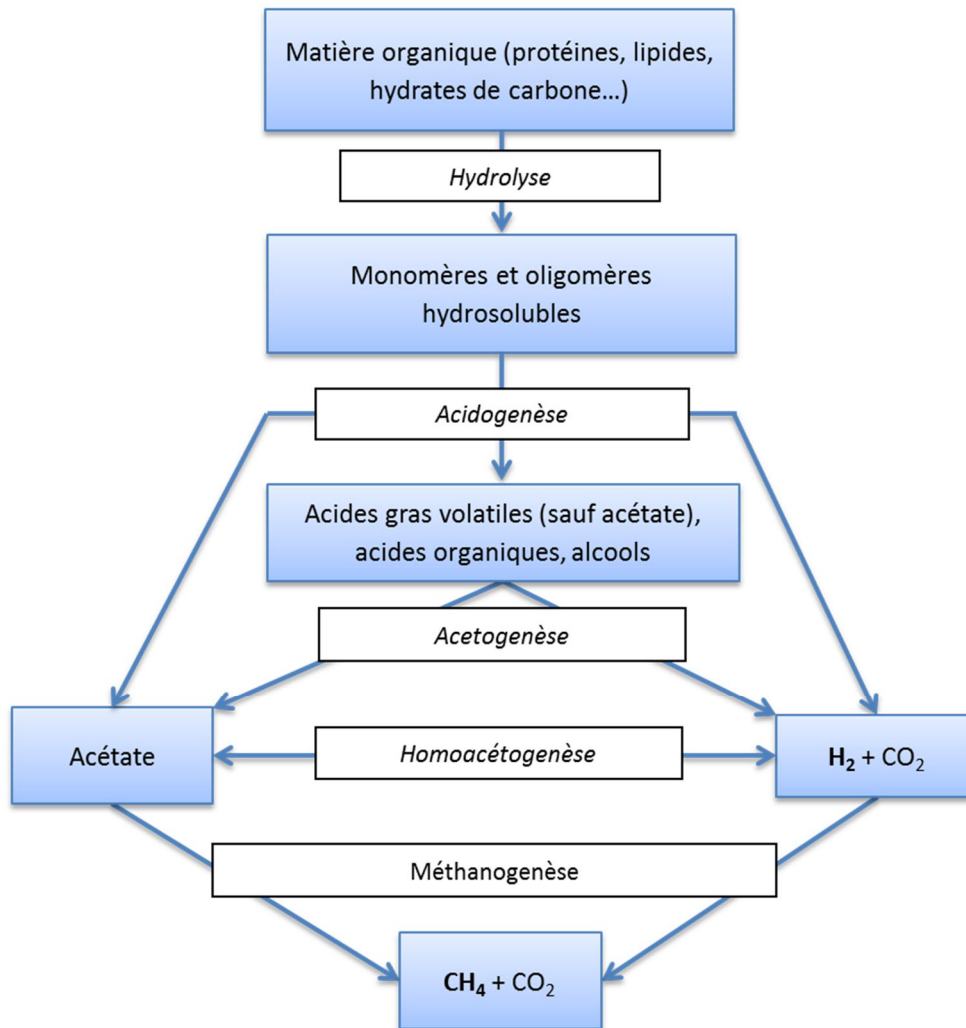 Matière organique (protéines, lipides,
hydrates de carbone…)
Hydrolyse
Monomères et oligomères
hydrosolubles
Acidogenèse
Acides gras volatiles (sauf acétate),
acides organiques, alcools
Acetogenèse
Acétate
Homoacétogenèse
H₂ + CO₂
Méthanogenèse
CH₄ + CO₂